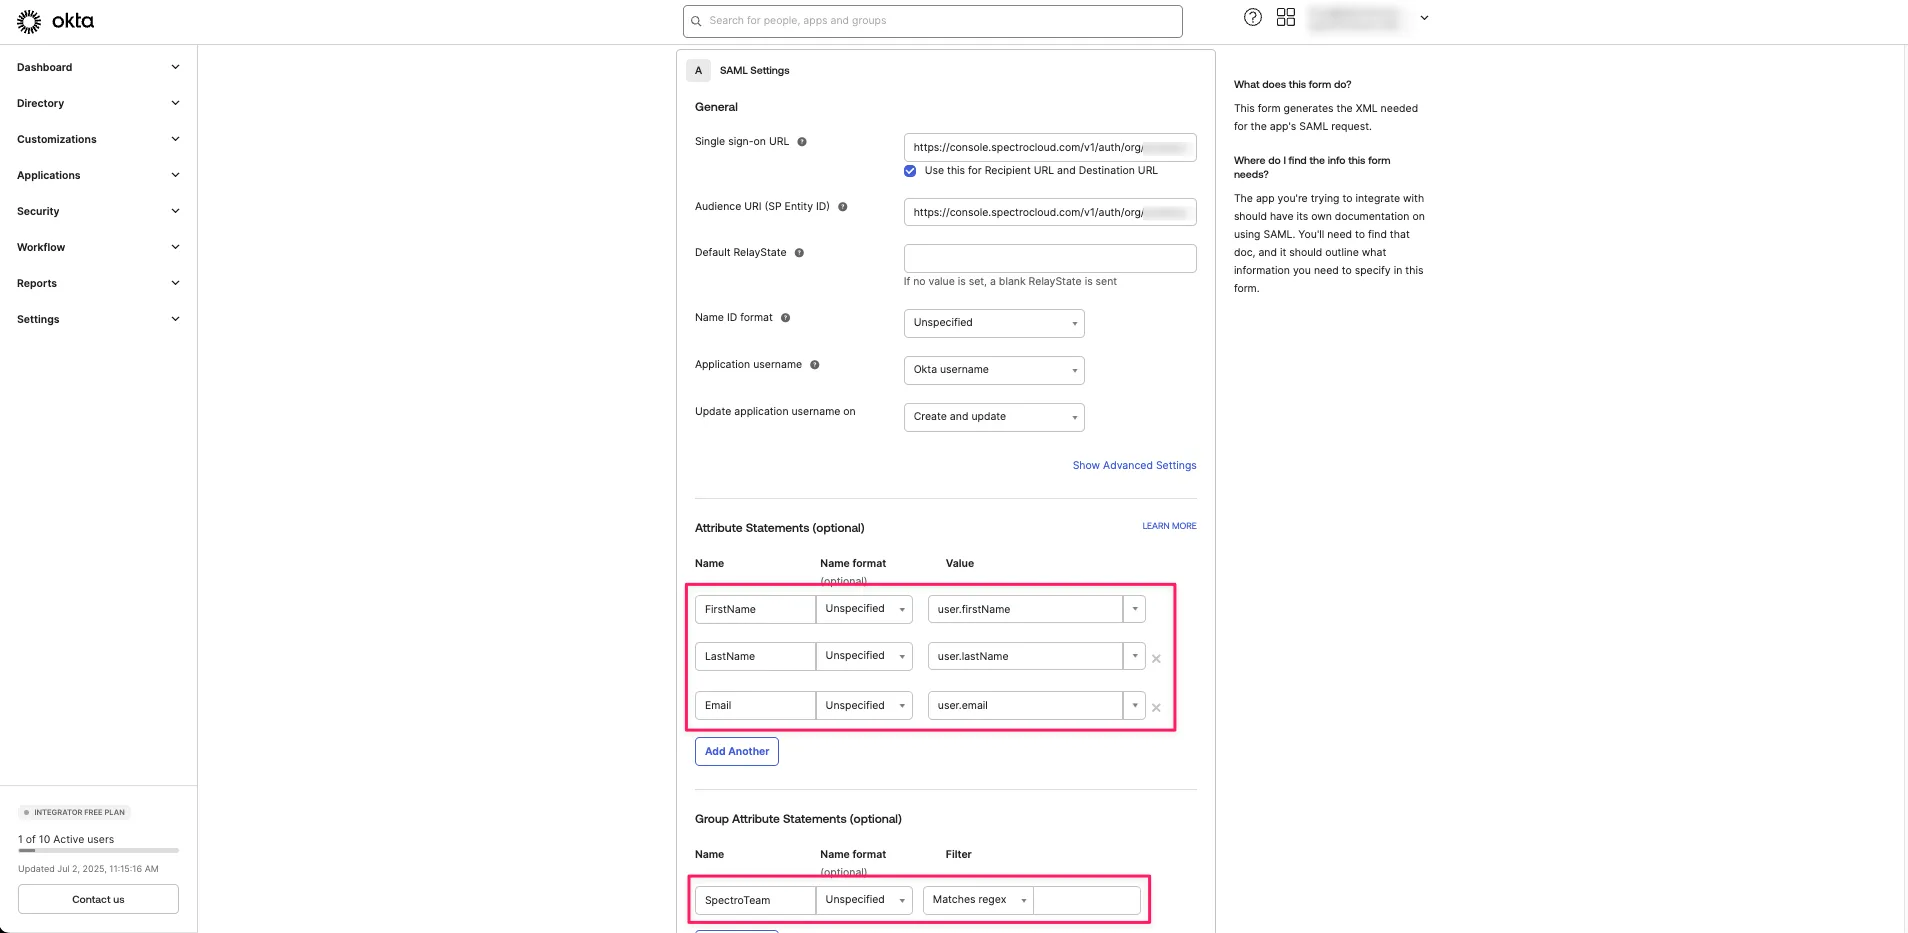 okta
Search for people, apps and groups
Dashboard
Directory
Customizations
Applications
Security
Workflow
Reports
Settings
INTEGRATOR FREE PLAN
1 of 10 Active users
Updated Jul 2, 2025, 11:15:16 AM
Contact us
A SAML Settings
General
Single sign-on URL
https://console.spectrocloud.com/v1/auth/org/
Use this for Recipient URL and Destination URL
Audience URI (SP Entity ID)
https://console.spectrocloud.com/v1/auth/org/
Default RelayState
If no value is set, a blank RelayState is sent
Name ID format
Unspecified
Application username
Okta username
Update application username on
Create and update
Show Advanced Settings
Attribute Statements (optional)
LEARN MORE
Name Name format Value
(optional)
FirstName Unspecified user.firstName
LastName Unspecified user.lastName
Email Unspecified user.email
Add Another
Group Attribute Statements (optional)
Name Name format Filter
(optional)
SpectroTeam Unspecified Matches regex
What does this form do?
This form generates the XML needed
for the app's SAML request.
Where do I find the info this form
needs?
The app you're trying to integrate with
should have its own documentation on
using SAML. You'll need to find that
doc, and it should outline what
information you need to specify in this
form.